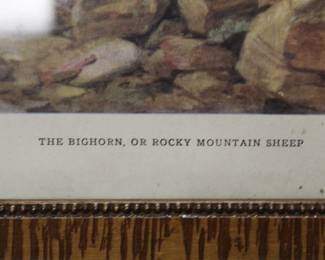 THE BIGHORN, OR ROCKY MOUNTAIN SHEEP